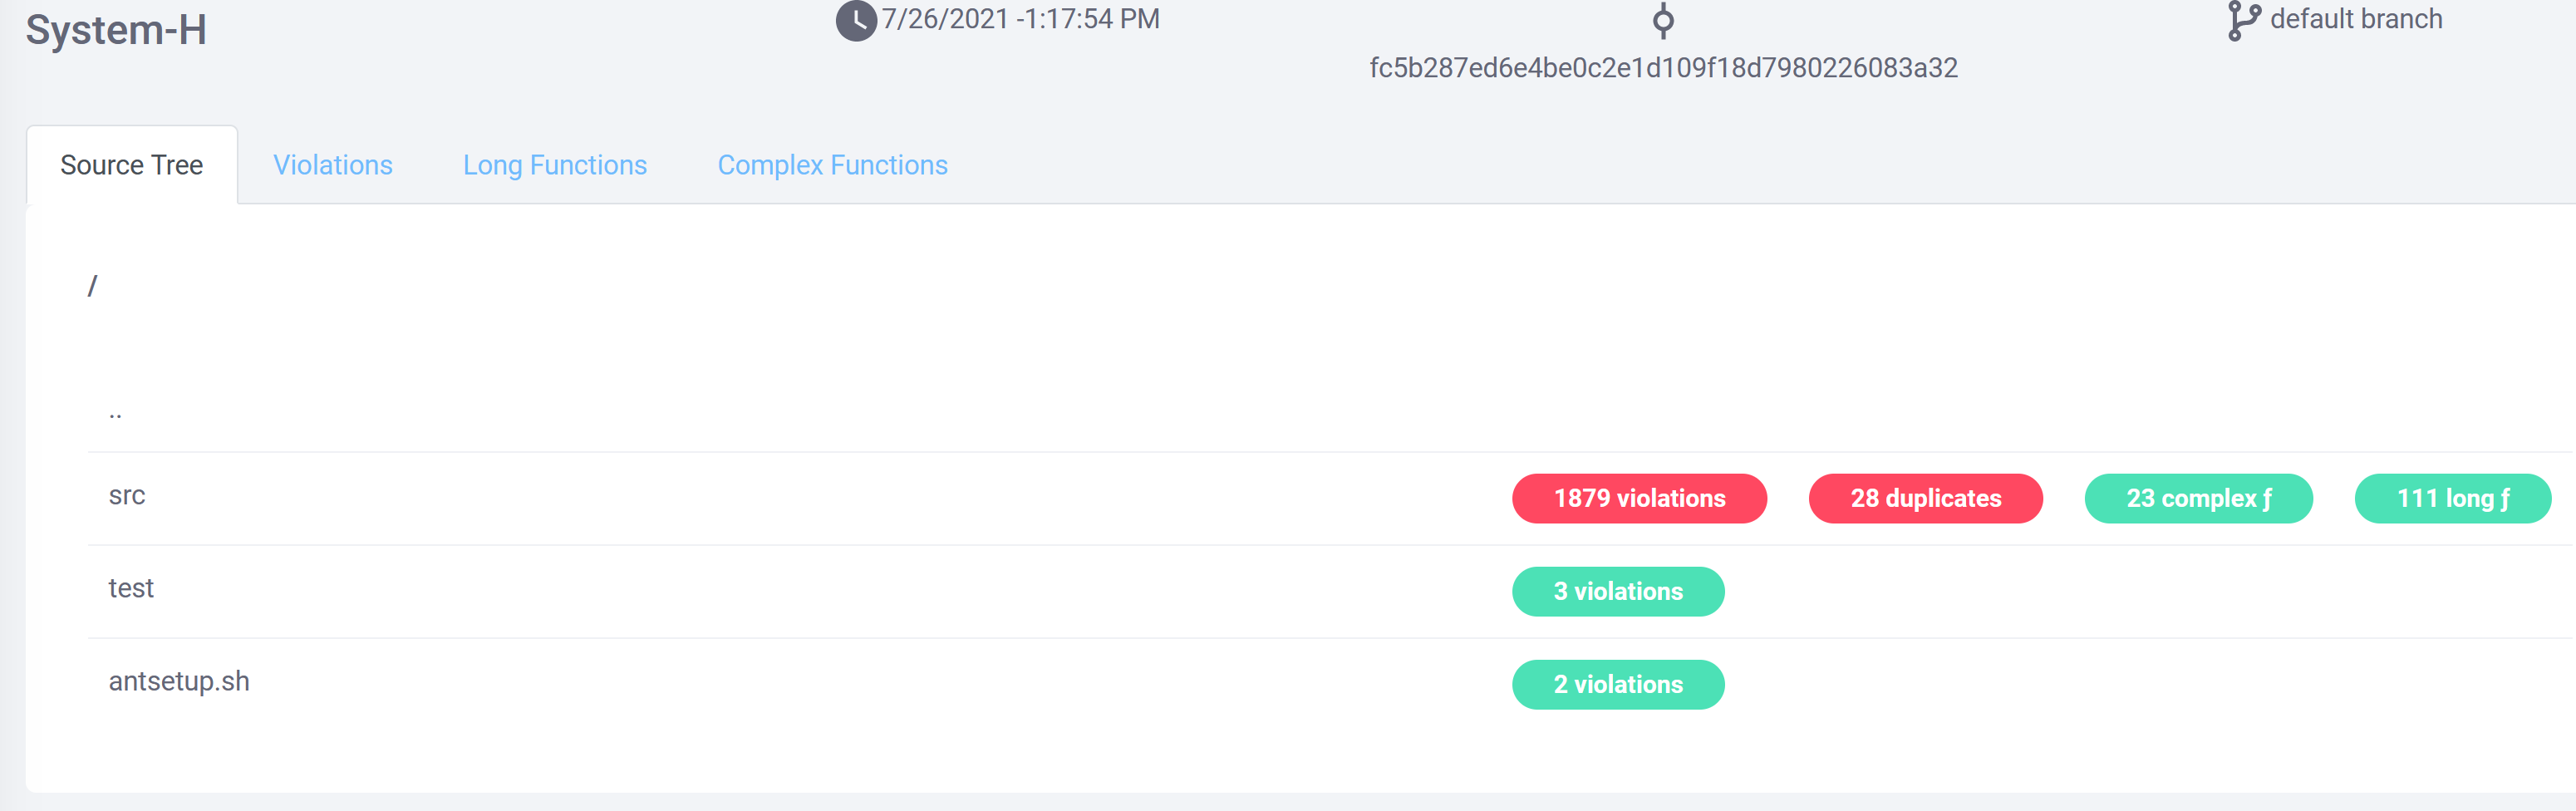 System-H
7/26/2021 -1:17:54 PM
fc5b287ed6e4be0c2e1d109f18d7980226083a32
default branch
Source Tree
Violations
Long Functions
Complex Functions
/
..
src
1879 violations
28 duplicates
23 complex ƒ
111 long ƒ
test
3 violations
antsetup.sh
2 violations